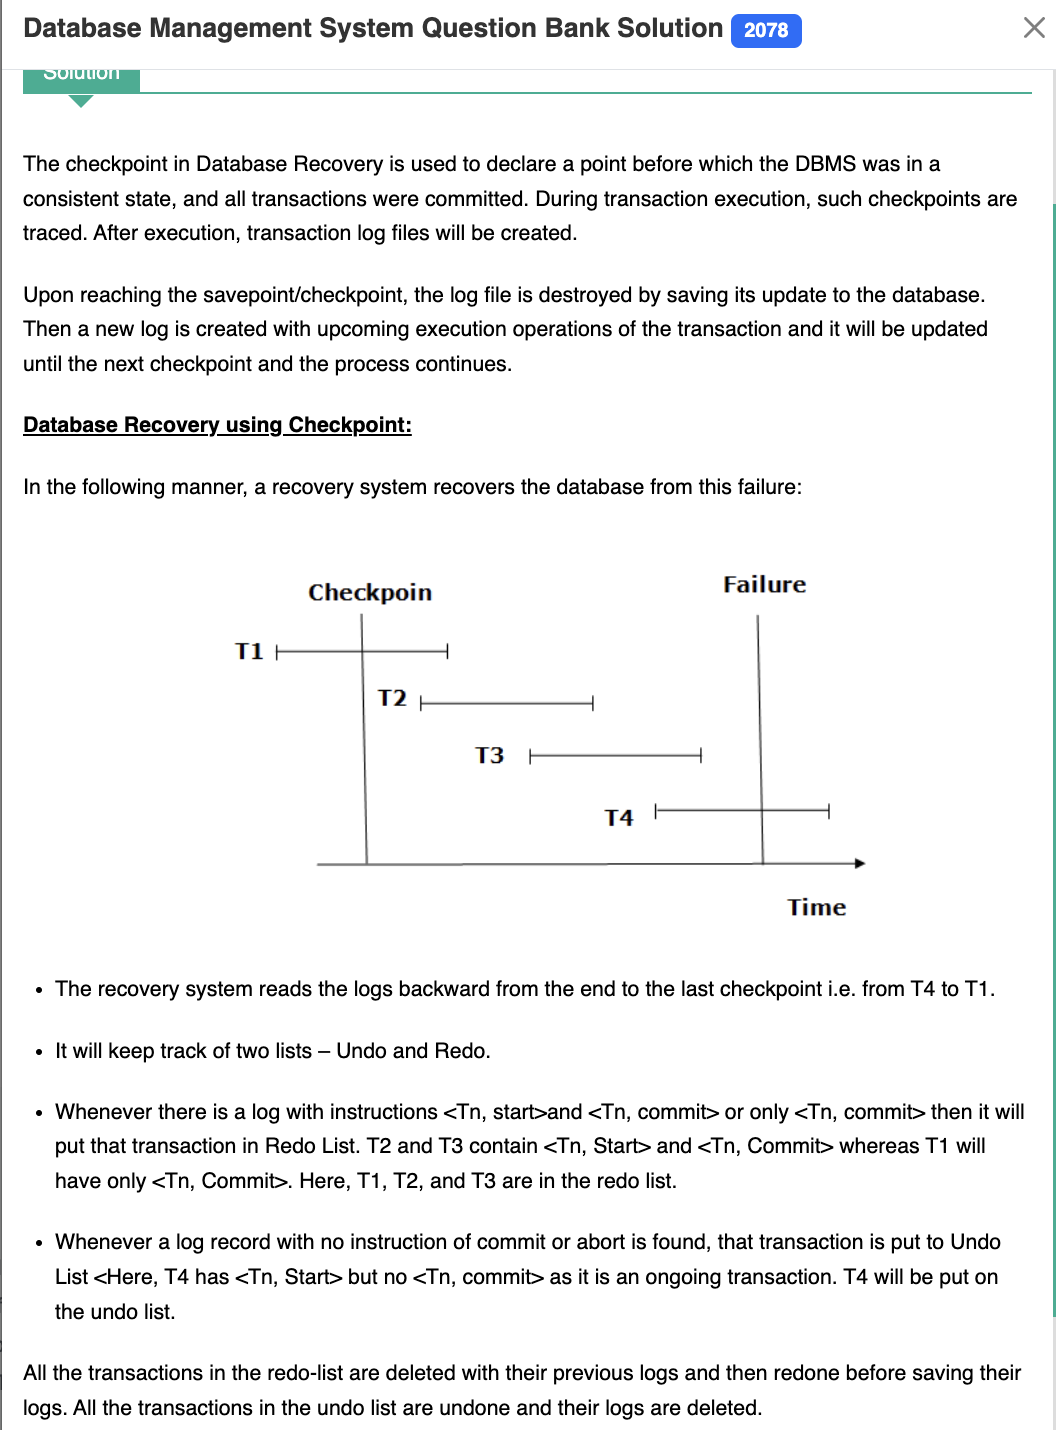 Database Management System Question Bank Solution 2078
Solution
The checkpoint in Database Recovery is used to declare a point before which the DBMS was in a
consistent state, and all transactions were committed. During transaction execution, such checkpoints are
traced. After execution, transaction log files will be created.
Upon reaching the savepoint/checkpoint, the log file is destroyed by saving its update to the database.
Then a new log is created with upcoming execution operations of the transaction and it will be updated
until the next checkpoint and the process continues.
Database Recovery using Checkpoint:
In the following manner, a recovery system recovers the database from this failure:
Checkpoin
Failure
T1
T2
T3
T4
Time
• The recovery system reads the logs backward from the end to the last checkpoint i.e. from T4 to T1.
• It will keep track of two lists – Undo and Redo.
• Whenever there is a log with instructions <Tn, start>and <Tn, commit> or only <Tn, commit> then it will
put that transaction in Redo List. T2 and T3 contain <Tn, Start> and <Tn, Commit> whereas T1 will
have only <Tn, Commit>. Here, T1, T2, and T3 are in the redo list.
• Whenever a log record with no instruction of commit or abort is found, that transaction is put to Undo
List <Here, T4 has <Tn, Start> but no <Tn, commit> as it is an ongoing transaction. T4 will be put on
the undo list.
All the transactions in the redo-list are deleted with their previous logs and then redone before saving their
logs. All the transactions in the undo list are undone and their logs are deleted.